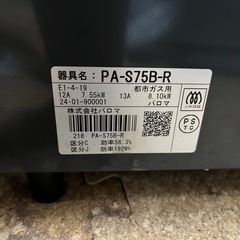 器具名: PA-S75B-R
E1-4-19 都市ガス用
12A 7.55kW 13A 8.10kW
24·01-900001 パロマ
株式会社パロマ
218 PA-S75B-R
区分C 効率56.3%
区分J 効率192Wh
PS
TG